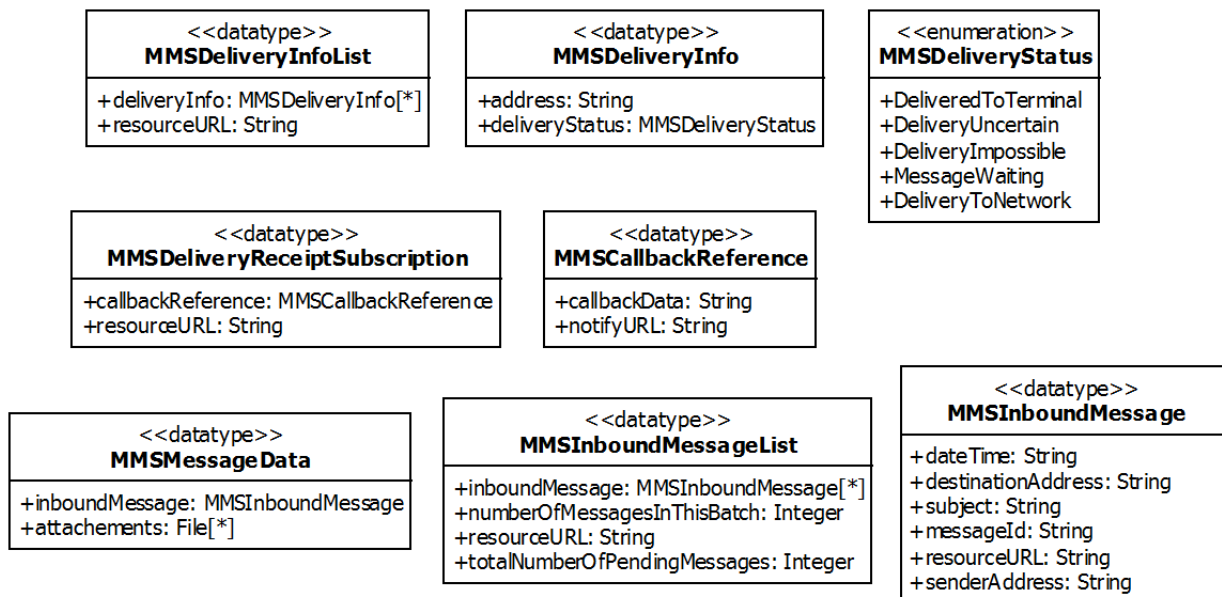 <<datatype>>
MMSDeliveryInfoList
+deliveryInfo: MMSDeliveryInfo[*]
+resourceURL: String
<<datatype>>
MMSDeliveryInfo
+address: String
+deliveryStatus: MMSDeliveryStatus
<<enumeration>>
MMSDeliveryStatus
+DeliveredToTerminal
+DeliveryUncertain
+DeliveryImpossible
+MessageWaiting
+DeliveryToNetwork
<<datatype>>
MMSDeliveryReceiptSubscription
+callbackReference: MMSCallbackReference
+resourceURL: String
<<datatype>>
MMSCallbackReference
+callbackData: String
+notifyURL: String
<<datatype>>
MMSMessageData
+inboundMessage: MMSInboundMessage
+attachements: File[*]
<<datatype>>
MMSInboundMessageList
+inboundMessage: MMSInboundMessage[*]
+numberOfMessagesInThisBatch: Integer
+resourceURL: String
+totalNumberOfPendingMessages: Integer
<<datatype>>
MMSInboundMessage
+dateTime: String
+destinationAddress: String
+subject: String
+messageId: String
+resourceURL: String
+senderAddress: String